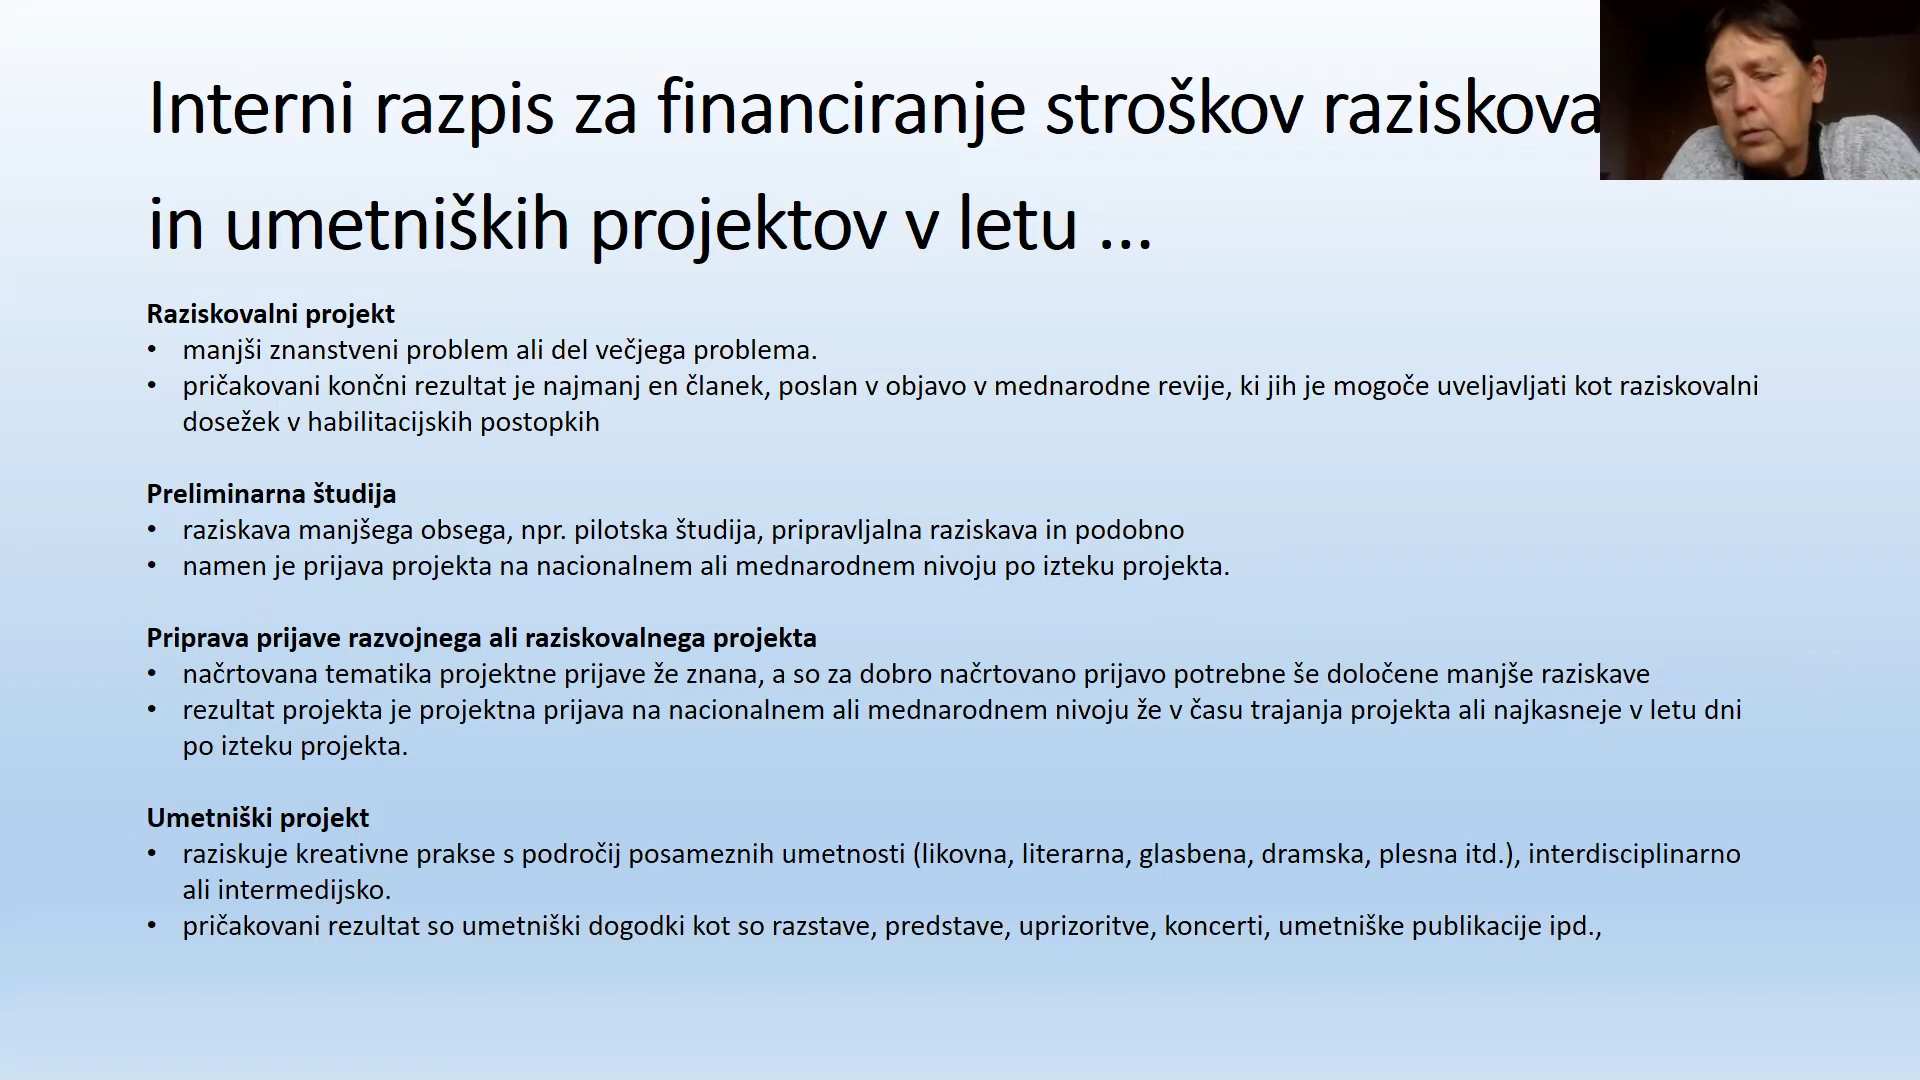 Interni razpis za financiranje stroškov
in umetniških projektov v letu ...
Raziskovalni projekt
• manjši znanstveni problem ali del večjega problema.
• pričakovani končni rezultat je najmanj en članek, poslan v objavo v mednarodne revije, ki jih je mogoče uveljavljati kot raziskovalni
dosežek v habilitacijskih postopkih
Preliminarna študija
• raziskava manjšega obsega, npr. pilotska študija, pripravljalna raziskava in podobno
• namen je prijava projekta na nacionalnem ali mednarodnem nivoju po izteku projekta.
Priprava prijave razvojnega ali raziskovalnega projekta
• načrtovana tematika projektne prijave že znana, a so za dobro načrtovano prijavo potrebne še določene manjše raziskave
• rezultat projekta je projektna prijava na nacionalnem ali mednarodnem nivoju že v času trajanja projekta ali najkasneje v letu dni
po izteku projekta.
Umetniški projekt
• raziskuje kreativne prakse s področij posameznih umetnosti (likovna, literarna, glasbena, dramska, plesna itd.), interdisciplinarno
ali intermedijsko.
• pričakovani rezultat so umetniški dogodki kot so razstave, predstave, uprizoritve, koncerti, umetniške publikacije ipd.,